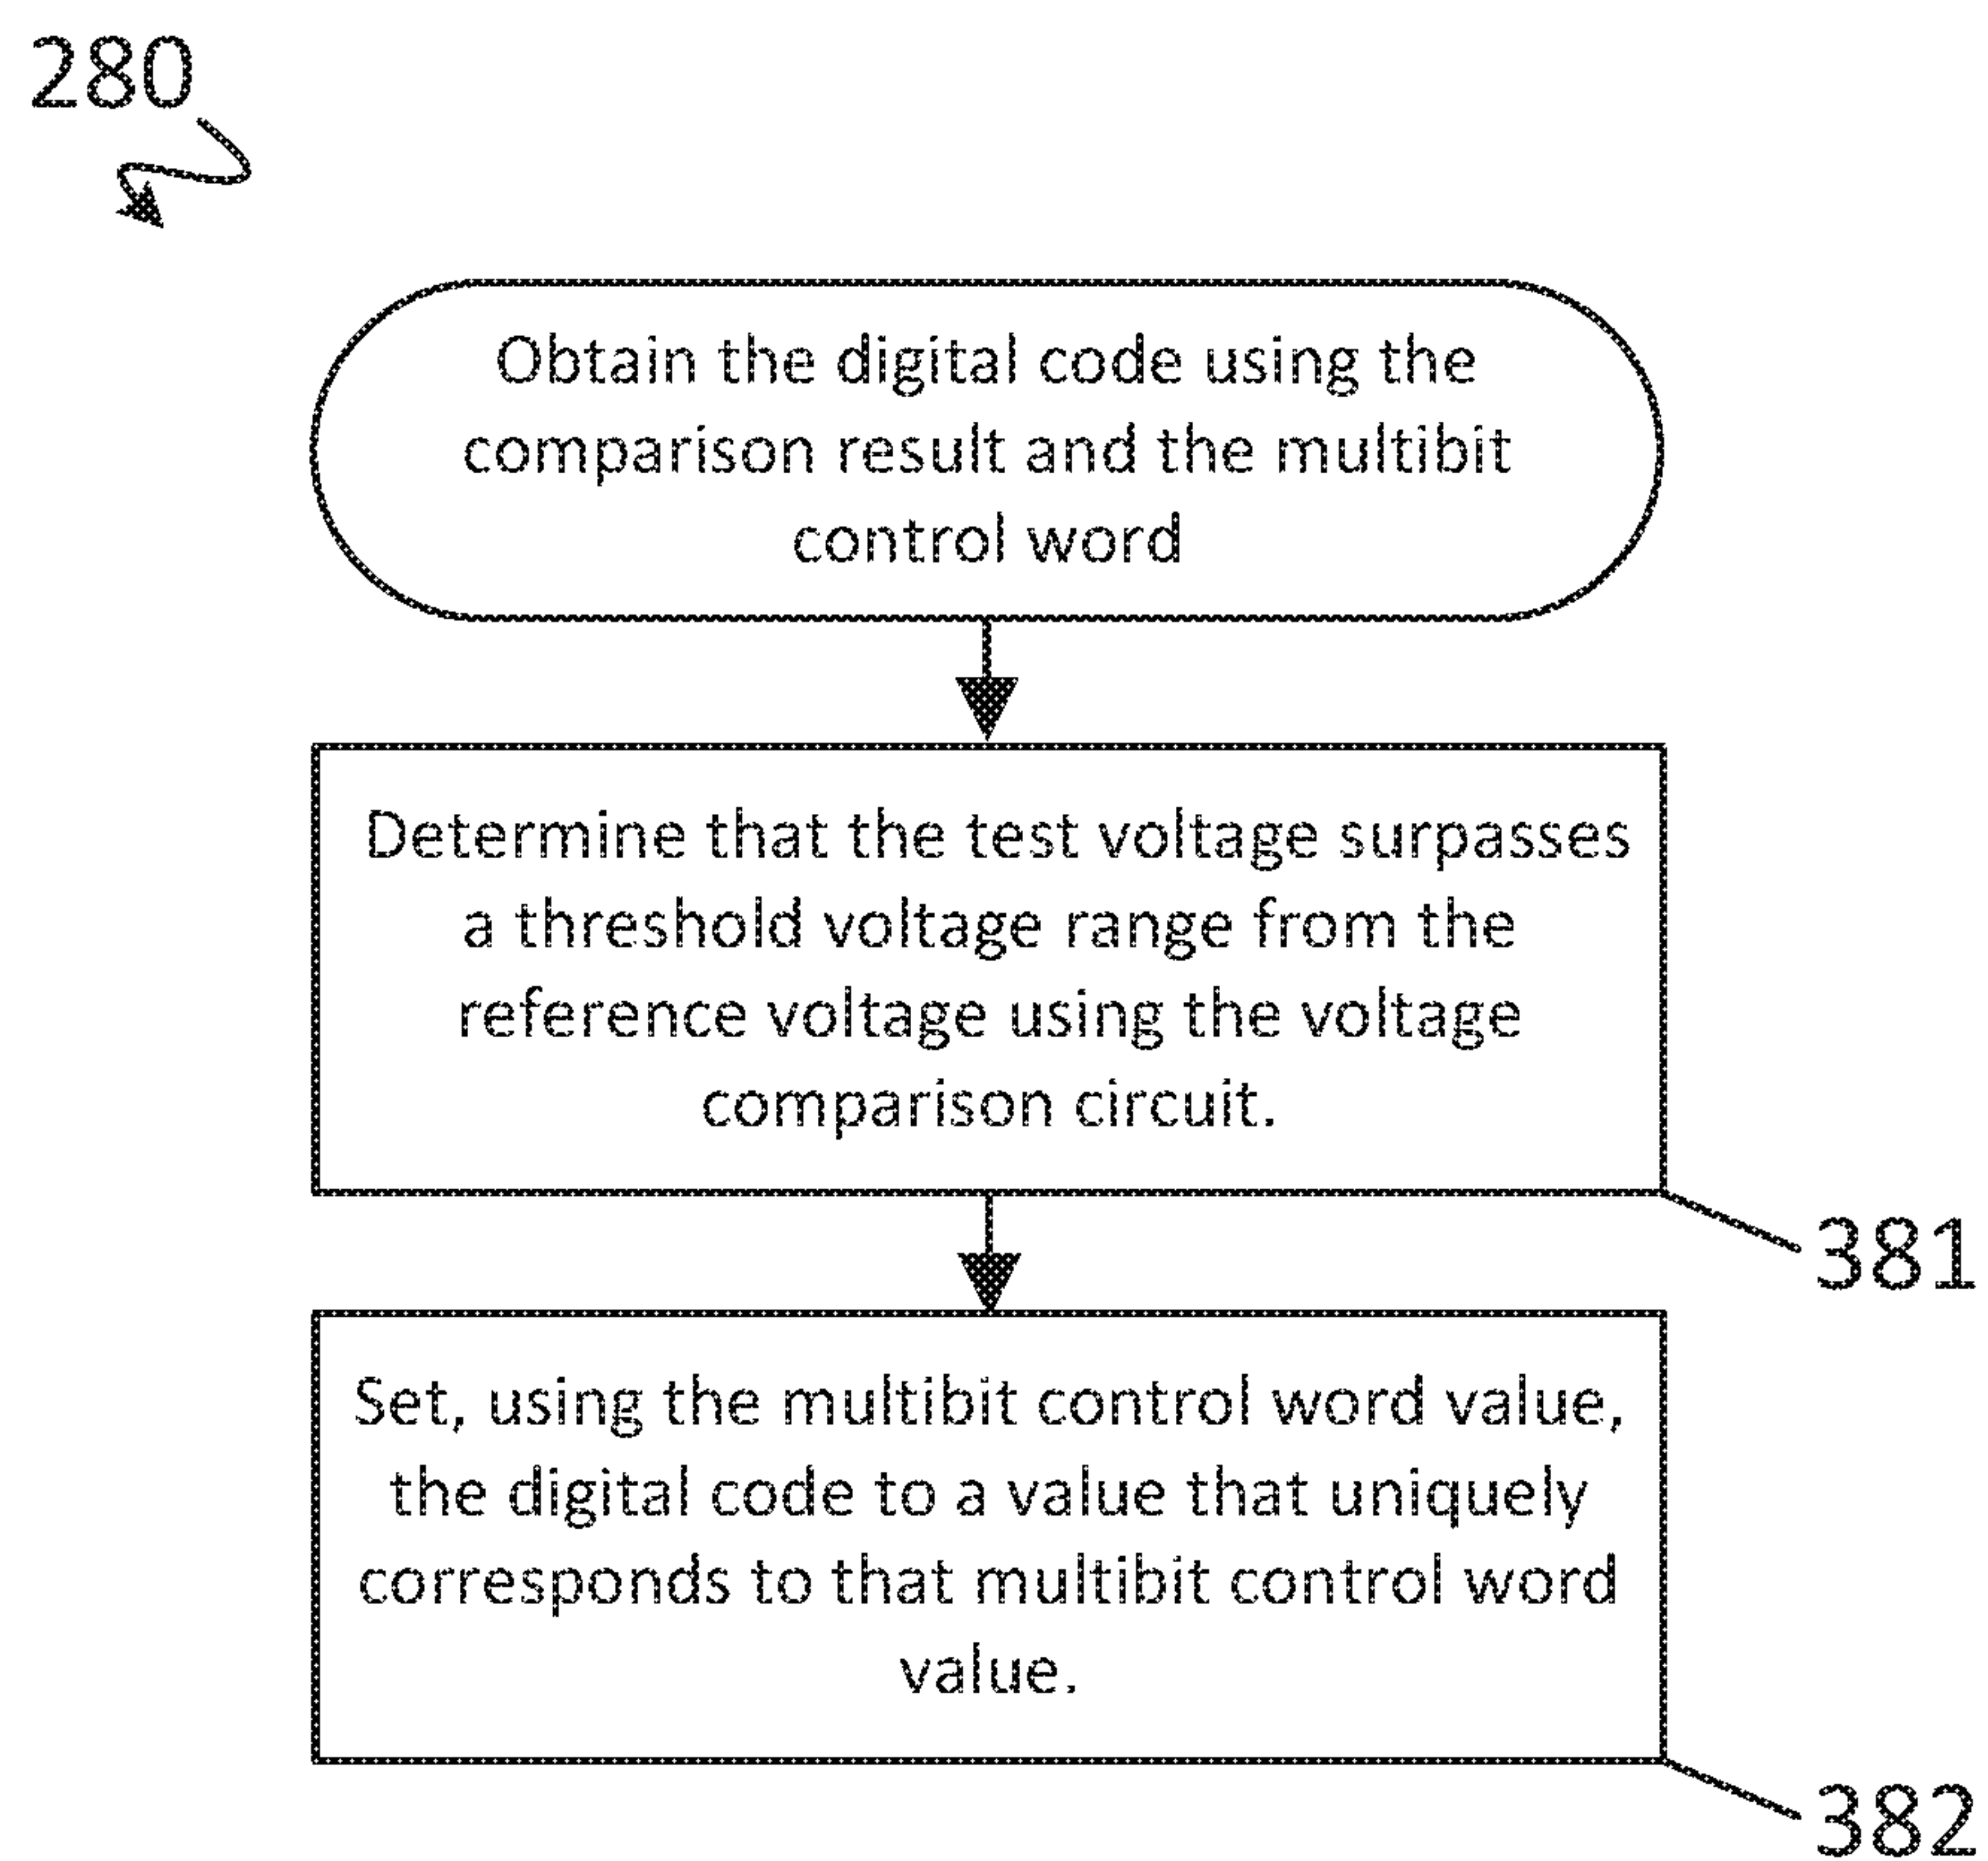 280
Obtain the digital code using the
comparison result and the multibit
control word
Determine that the test voltage surpasses
a threshold voltage range from the
reference voltage using the voltage
comparison circuit.
381
Set, using the multibit control word value,
the digital code to a value that uniquely
corresponds to that multibit control word
value.
382